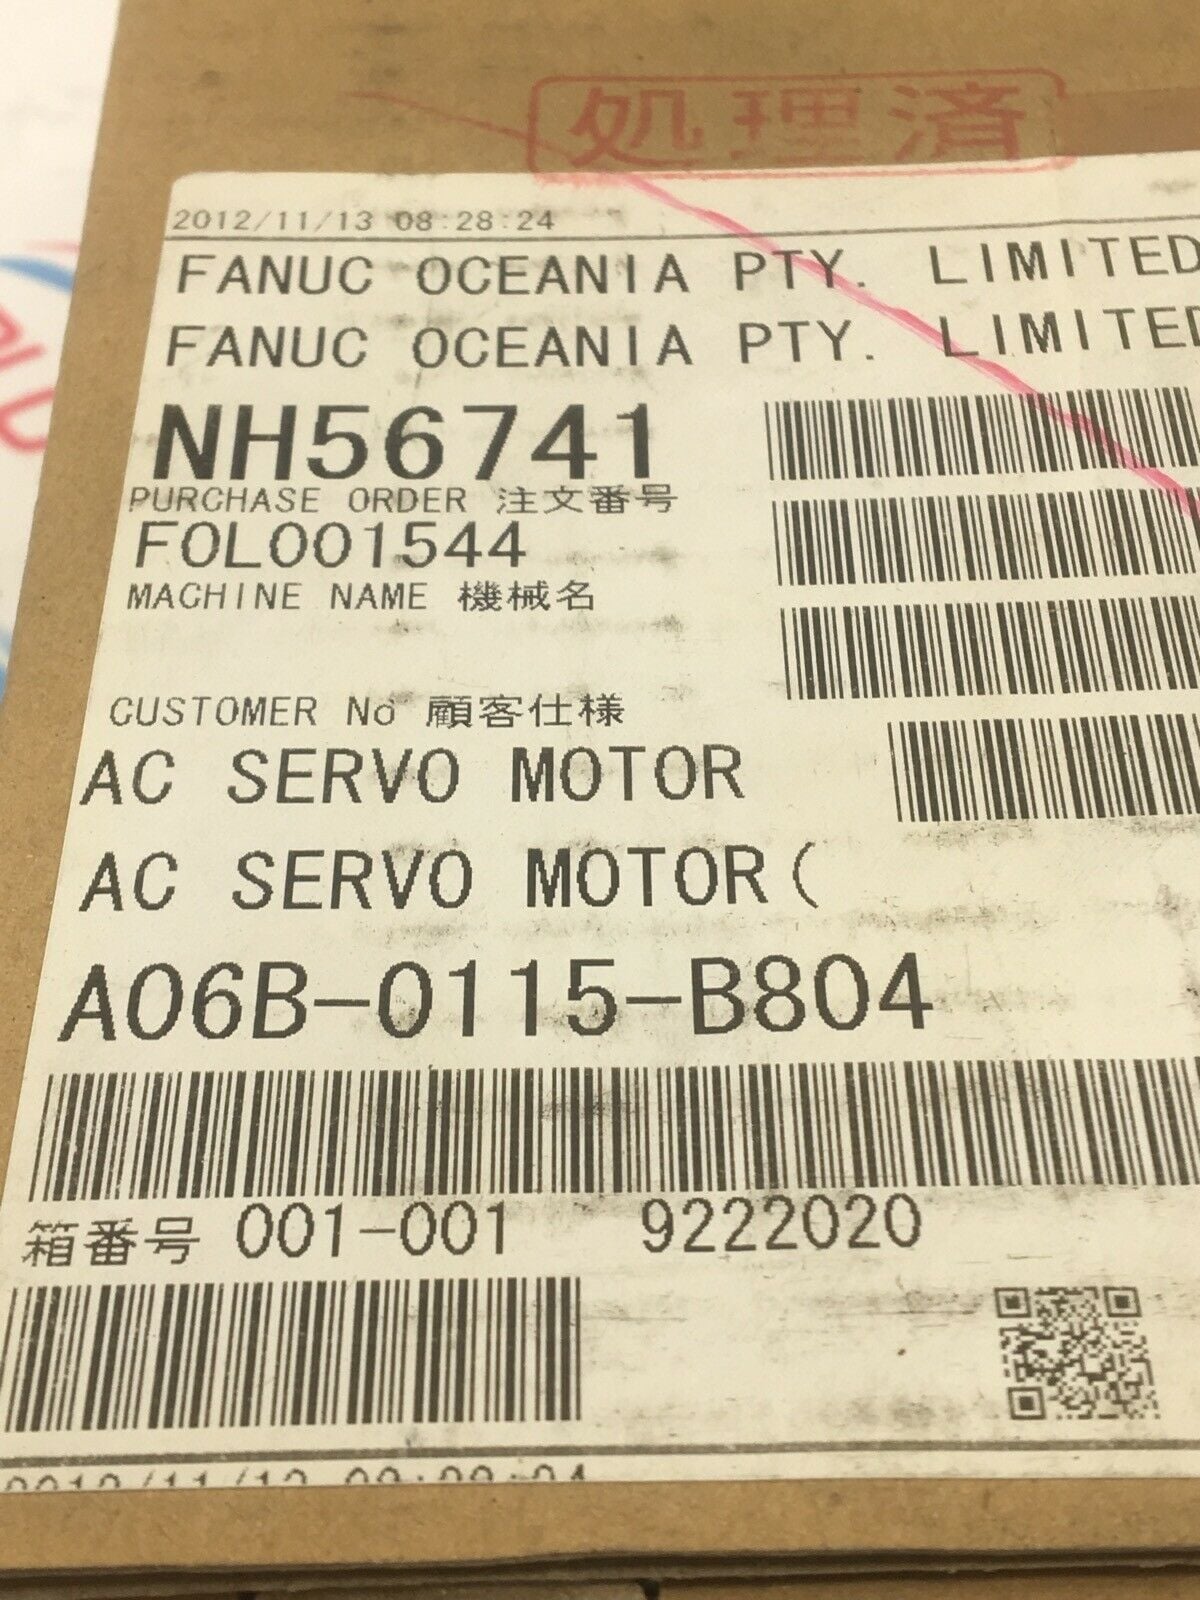 処理済
2012/11/13 08:28:24
FANUC OCEANIA PTY. LIMITED
FANUC OCEANIA PTY. LIMITED
NH56741
PURCHASE ORDER 注文番号
FOL001544
MACHINE NAME 機械名
CUSTOMER No 顧客仕様
AC SERVO MOTOR
AC SERVO MOTOR(
A06B-0115-B804
箱番号 001-001 9222020